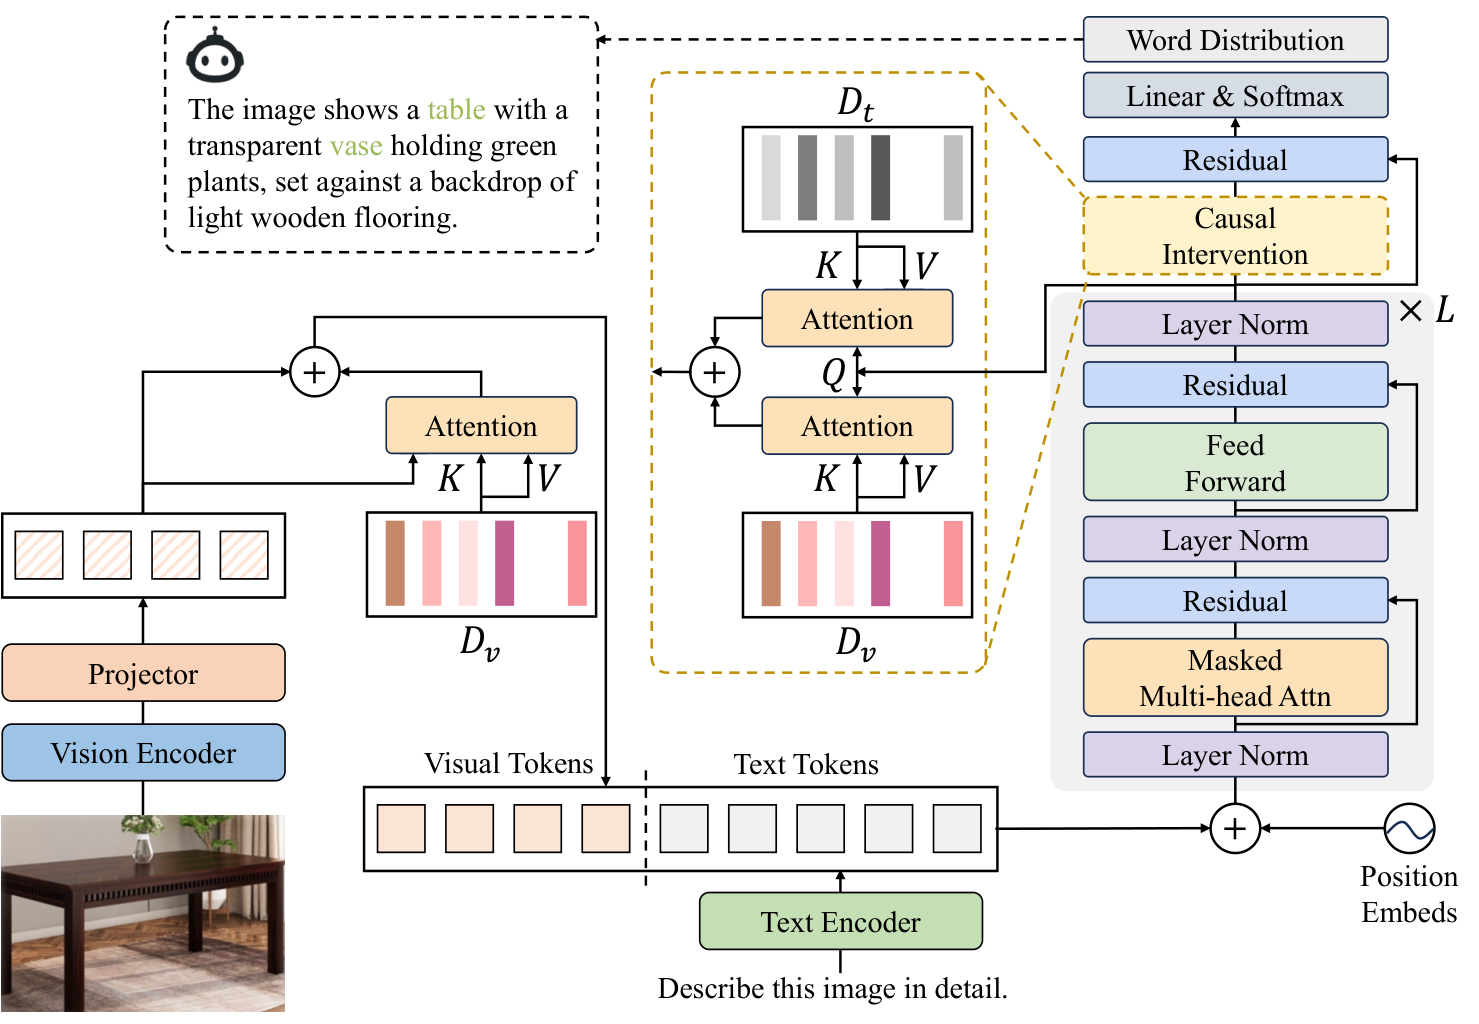 The image shows a table with a
transparent vase holding green
plants, set against a backdrop of
light wooden flooring.
Word Distribution
Linear & Softmax
Residual
Causal
Intervention
× L
Layer Norm
Residual
Feed
Forward
Layer Norm
Residual
Masked
Multi-head Attn
Layer Norm
Position
Embeds
D_t
K
V
Attention
Q
Attention
K
V
D_v
Attention
K
V
D_v
Projector
Vision Encoder
Visual Tokens
Text Tokens
Text Encoder
Describe this image in detail.